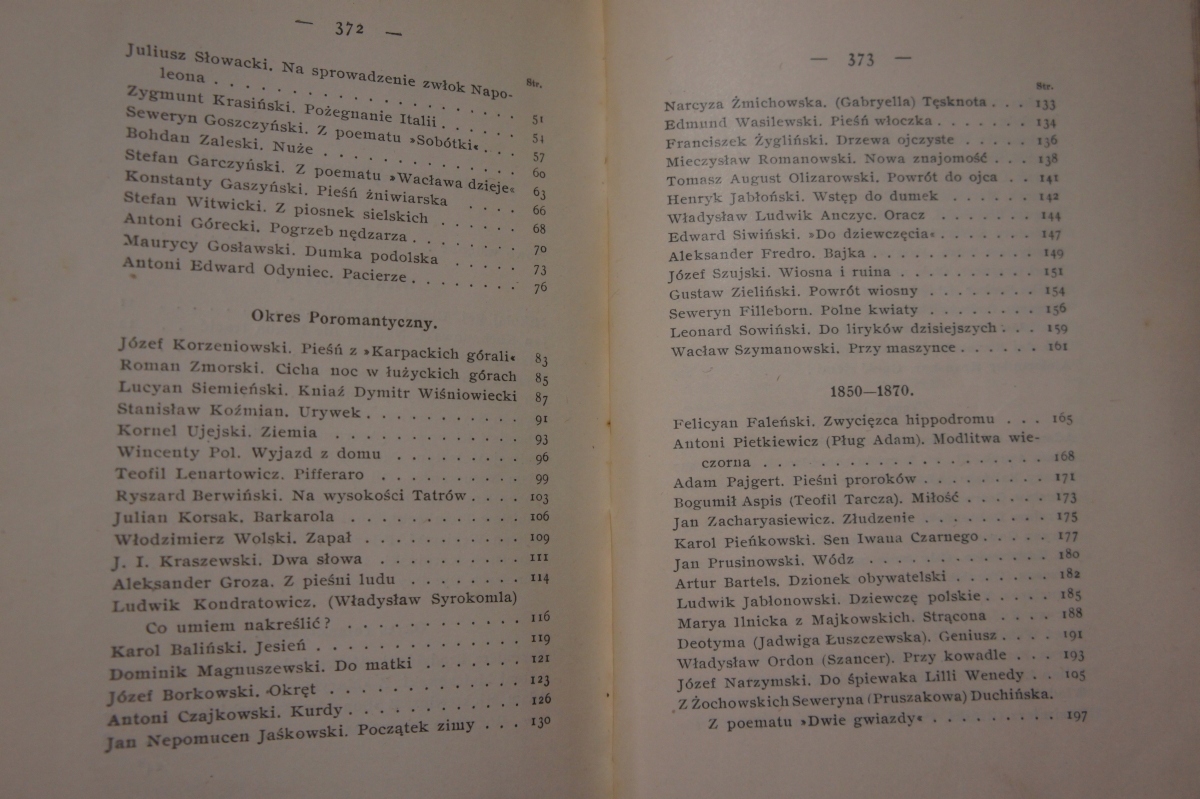 — 372 —
Str.
Juliusz Słowacki. Na sprowadzenie zwłok Napo-
leona . . . . . . . . . . . . . . . . . 51
Zygmunt Krasiński. Pożegnanie Italii . . . . . . 54
Seweryn Goszczyński. Z poematu »Sobótki« . . . 57
Bohdan Zaleski. Nuże . . . . . . . . . . . . 60
Stefan Garczyński. Z poematu »Wacława dzieje« 63
Konstanty Gaszyński. Pieśń żniwiarska . . . . 66
Stefan Witwicki. Z piosnek sielskich . . . . . . 68
Antoni Górecki. Pogrzeb nędzarza . . . . . . . . 70
Maurycy Gosławski. Dumka podolska . . . . . 73
Antoni Edward Odyniec. Pacierze . . . . . . . . 76
Okres Poromantyczny.
Józef Korzeniowski. Pieśń z »Karpackich górali« 83
Roman Zmorski. Cicha noc w łużyckich górach 85
Lucyan Siemieński. Kniaź Dymitr Wiśniowiecki 87
Stanisław Koźmian. Urywek . . . . . . . . . . . 91
Kornel Ujejski. Ziemia . . . . . . . . . . . . . 93
Wincenty Pol. Wyjazd z domu . . . . . . . . . 96
Teofil Lenartowicz. Pifferaro . . . . . . . . . . 99
Ryszard Berwiński. Na wysokości Tatrów . . . . 103
Julian Korsak. Barkarola . . . . . . . . . . . . 106
Włodzimierz Wolski. Zapał . . . . . . . . . . . 109
J. I. Kraszewski. Dwa słowa . . . . . . . . . . 111
Aleksander Groza. Z pieśni ludu . . . . . . . . 114
Ludwik Kondratowicz. (Władysław Syrokomla)
Co umiem nakreślić? . . . . . . . . . . . . 116
Karol Baliński. Jesień . . . . . . . . . . . . . . 119
Dominik Magnuszewski. Do matki . . . . . . . 121
Józef Borkowski. Okręt . . . . . . . . . . . . . 123
Antoni Czajkowski. Kurdy . . . . . . . . . . . . 126
Jan Nepomucen Jaśkowski. Początek zimy . . . 130
— 373 —
Str.
Narcyza Żmichowska. (Gabryella) Tęsknota . . . 133
Edmund Wasilewski. Pieśń włoczka . . . . . . . 134
Franciszek Żygliński. Drzewa ojczyste . . . . . 136
Mieczysław Romanowski. Nowa znajomość . . . 138
Tomasz August Olizarowski. Powrót do ojca . . 141
Henryk Jabłoński. Wstęp do dumek . . . . . . 142
Władysław Ludwik Anczyc. Oracz . . . . . . . 144
Edward Siwiński. »Do dziewczęcia« . . . . . . . 147
Aleksander Fredro. Bajka . . . . . . . . . . . . 149
Józef Szujski. Wiosna i ruina . . . . . . . . . 151
Gustaw Zieliński. Powrót wiosny . . . . . . . . 154
Seweryn Filleborn. Polne kwiaty . . . . . . . . 156
Leonard Sowiński. Do liryków dzisiejszych . . . 159
Wacław Szymanowski. Przy maszynce . . . . . . 161
1850—1870.
Felicyan Faleński. Zwycięzca hippodromu . . . 165
Antoni Pietkiewicz (Pług Adam). Modlitwa wie-
czorna . . . . . . . . . . . . . . . . . . . 168
Adam Pajgert. Pieśni proroków . . . . . . . . . 171
Bogumił Aspis (Teofil Tarcza). Miłość . . . . . . 173
Jan Zacharyasiewicz. Złudzenie . . . . . . . . . 175
Karol Pieńkowski. Sen Iwana Czarnego . . . . . 177
Jan Prusinowski. Wódz . . . . . . . . . . . . . 180
Artur Bartels. Dzionek obywatelski . . . . . . . 182
Ludwik Jabłonowski. Dziewczę polskie . . . . . 185
Marya Ilnicka z Majkowskich. Strącona . . . . 188
Deotyma (Jadwiga Łuszczewska). Geniusz . . . . 191
Władysław Ordon (Szancer). Przy kowadle . . . 193
Józef Narzymski. Do śpiewaka Lilli Wenedy . . 195
Z Żochowskich Seweryna (Pruszakowa) Duchińska.
Z poematu »Dwie gwiazdy« . . . . . . . . . 197